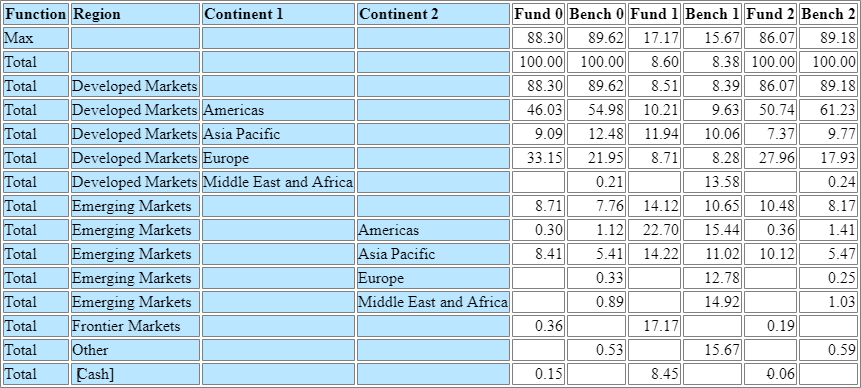 Function Region Continent 1 Continent 2 Fund 0 Bench 0 Fund 1 Bench 1 Fund 2 Bench 2
Max 88.30 89.62 17.17 15.67 86.07 89.18
Total 100.00 100.00 8.60 8.38 100.00 100.00
Total Developed Markets 88.30 89.62 8.51 8.39 86.07 89.18
Total Developed Markets Americas 46.03 54.98 10.21 9.63 50.74 61.23
Total Developed Markets Asia Pacific 9.09 12.48 11.94 10.06 7.37 9.77
Total Developed Markets Europe 33.15 21.95 8.71 8.28 27.96 17.93
Total Developed Markets Middle East and Africa 0.21 13.58 0.24
Total Emerging Markets 8.71 7.76 14.12 10.65 10.48 8.17
Total Emerging Markets Americas 0.30 1.12 22.70 15.44 0.36 1.41
Total Emerging Markets Asia Pacific 8.41 5.41 14.22 11.02 10.12 5.47
Total Emerging Markets Europe 0.33 12.78 0.25
Total Emerging Markets Middle East and Africa 0.89 14.92 1.03
Total Frontier Markets 0.36 17.17 0.19
Total Other 0.53 15.67 0.59
Total [Cash] 0.15 8.45 0.06